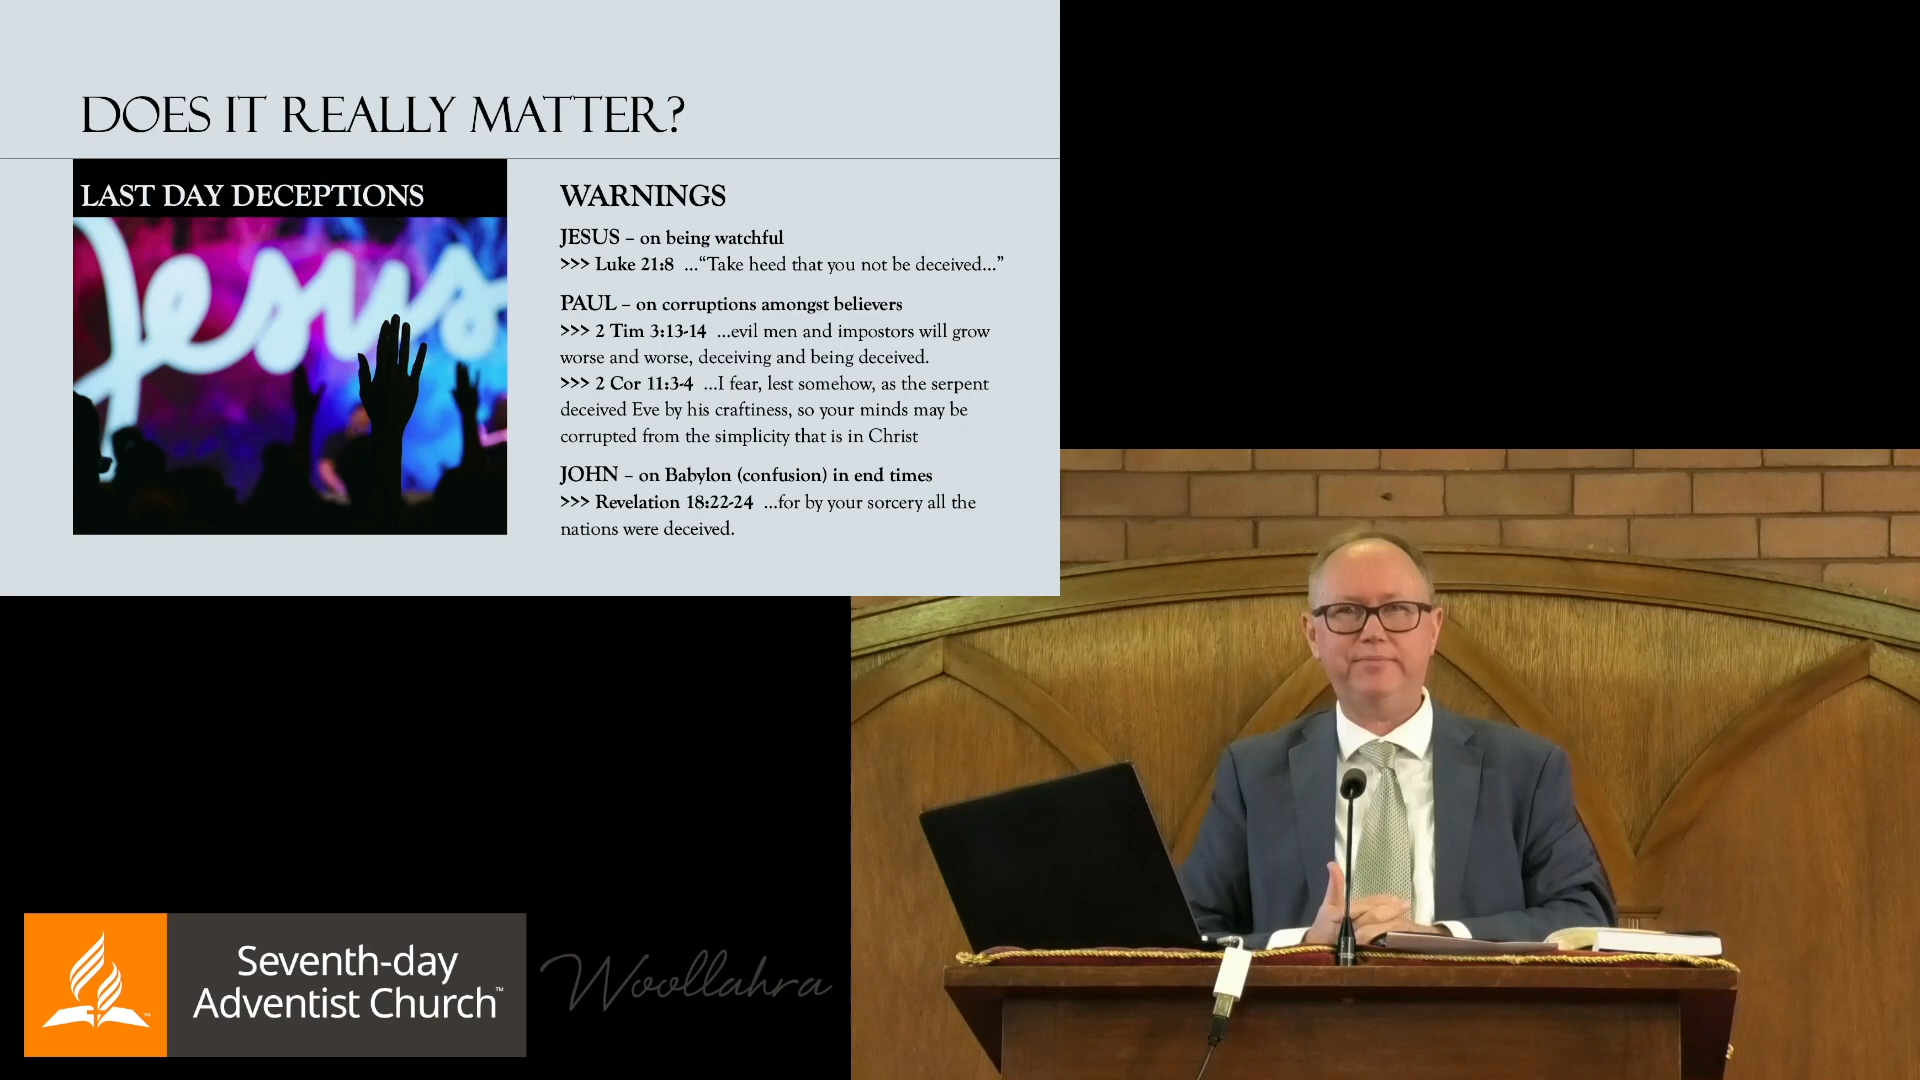 DOES IT REALLY MATTER?
LAST DAY DECEPTIONS
Jesus
WARNINGS
JESUS – on being watchful
>>> Luke 21:8 ...“Take heed that you not be deceived...”
PAUL – on corruptions amongst believers
>>> 2 Tim 3:13-14 ...evil men and impostors will grow
worse and worse, deceiving and being deceived.
>>> 2 Cor 11:3-4 ...I fear, lest somehow, as the serpent
deceived Eve by his craftiness, so your minds may be
corrupted from the simplicity that is in Christ
JOHN – on Babylon (confusion) in end times
>>> Revelation 18:22-24 ...for by your sorcery all the
nations were deceived.
Seventh-day
Adventist Church™
Woollahra